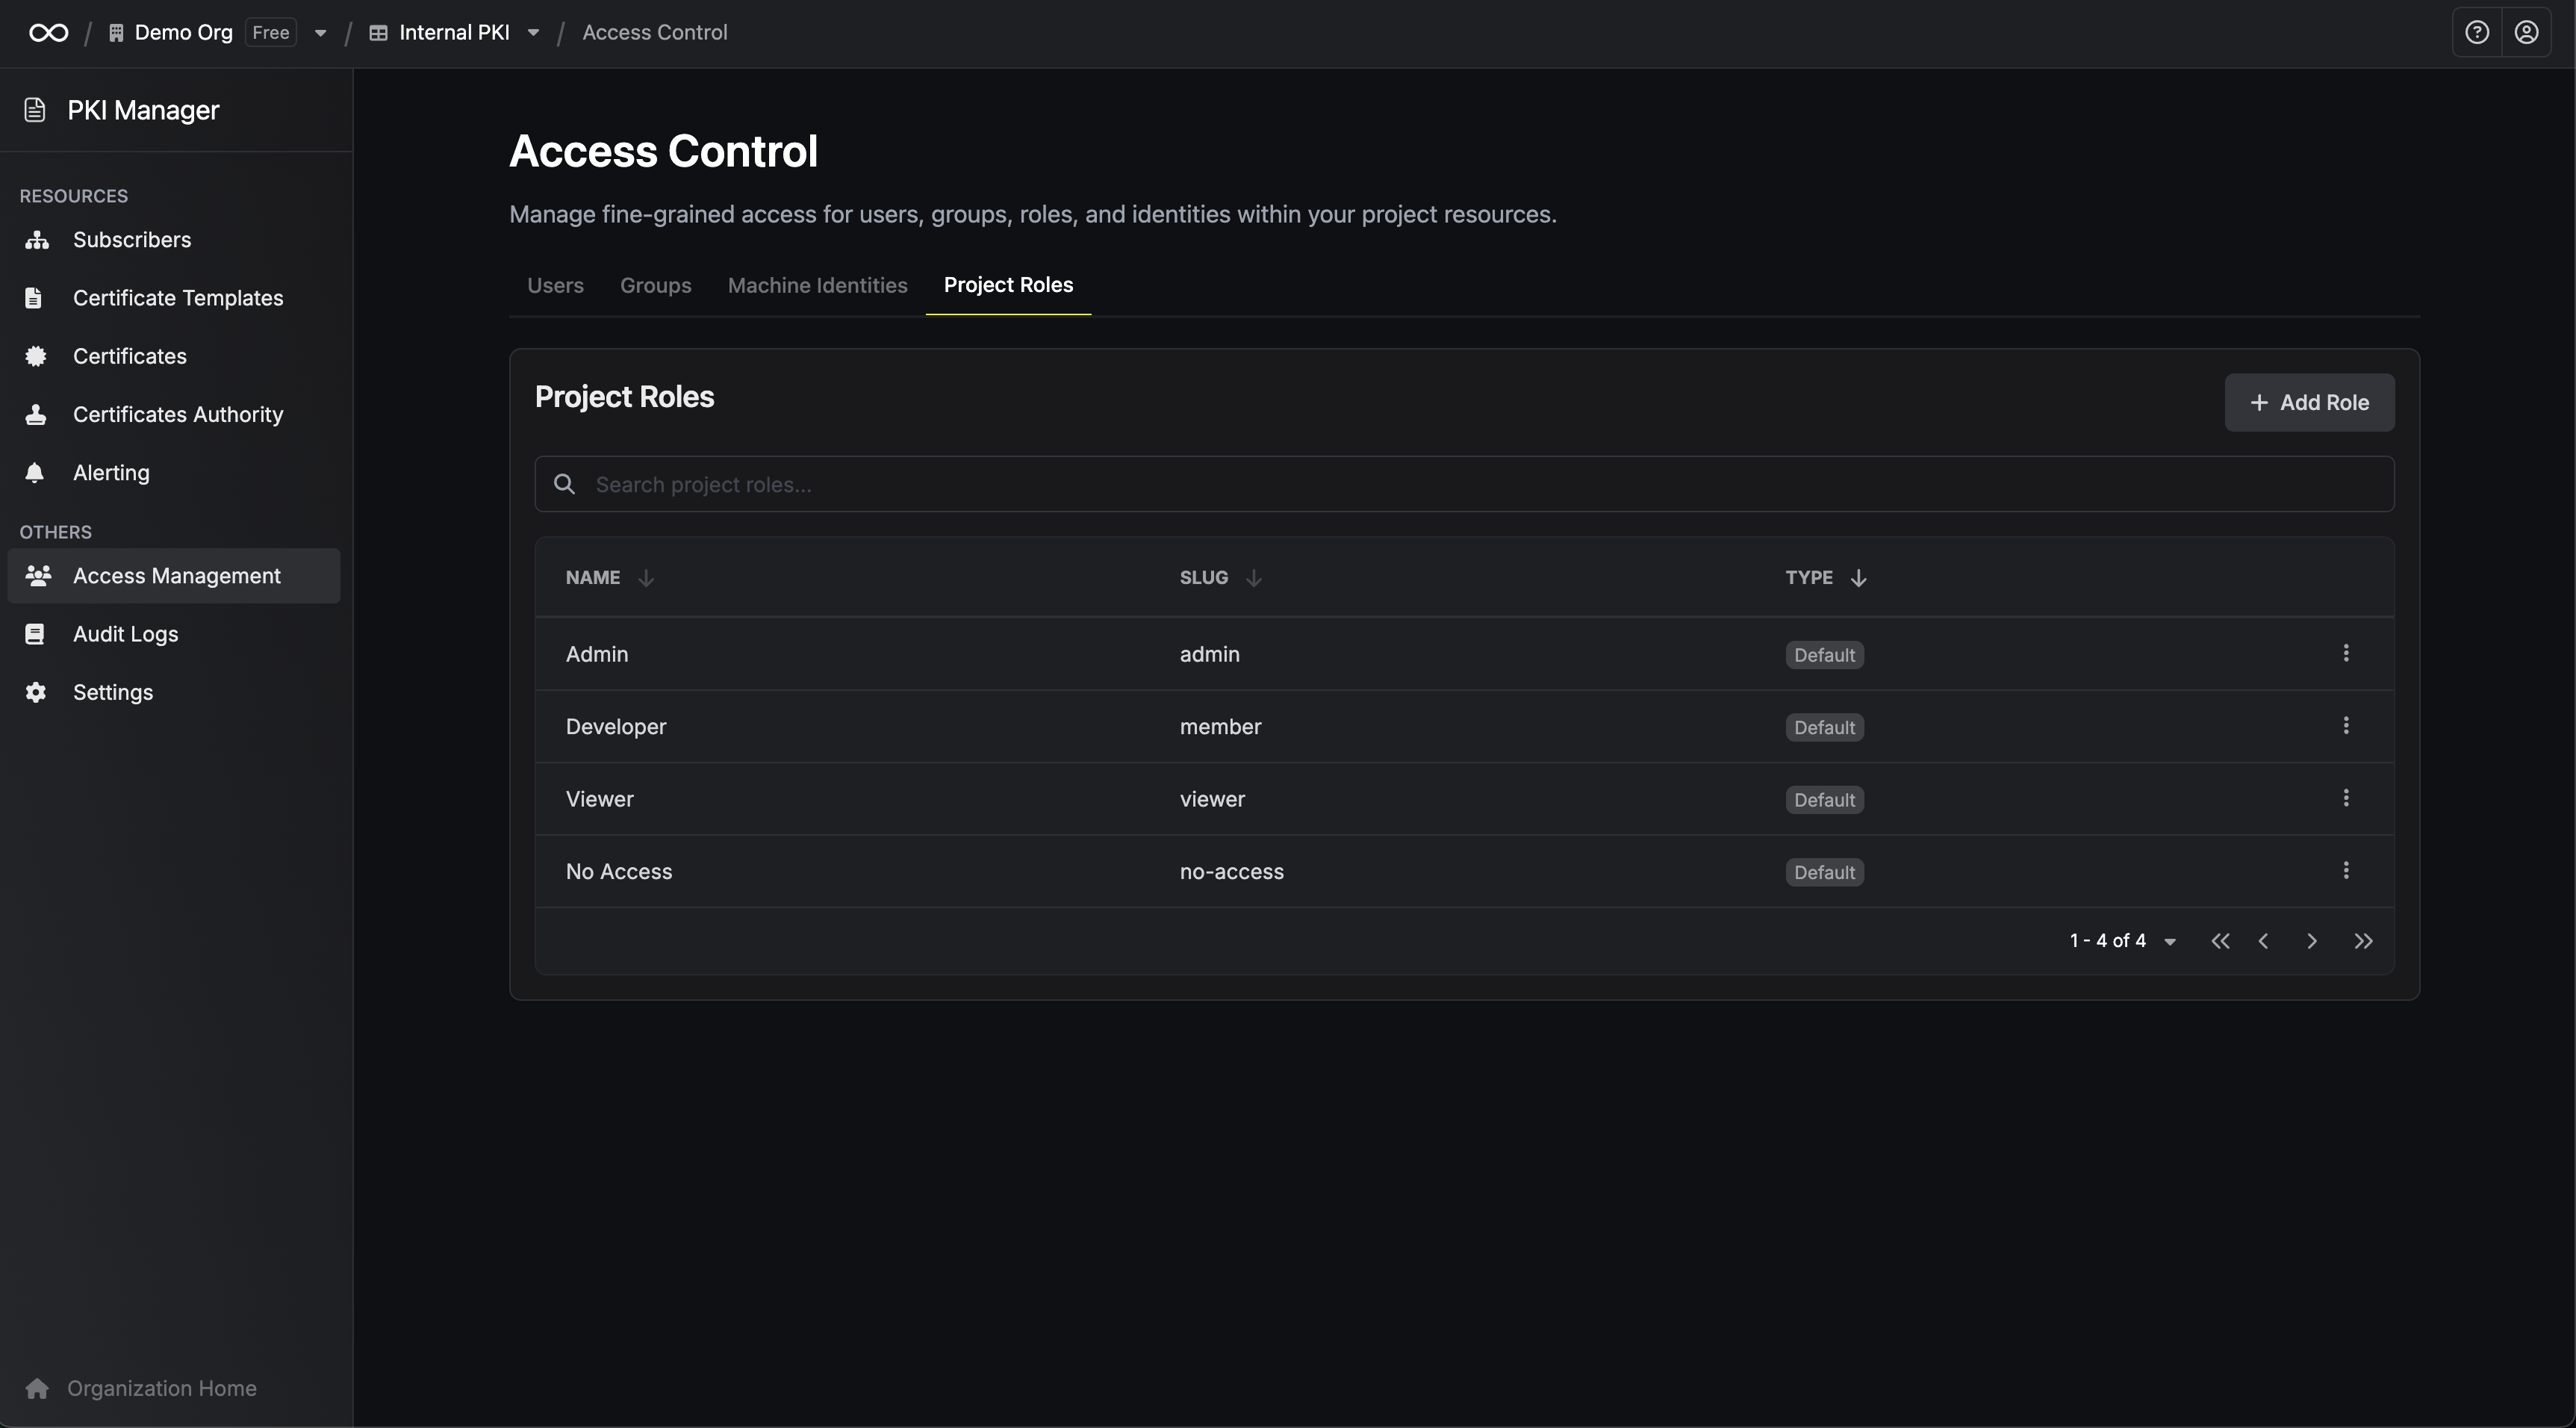 / Demo Org Free / Internal PKI / Access Control
PKI Manager
RESOURCES
Subscribers
Certificate Templates
Certificates
Certificates Authority
Alerting
OTHERS
Access Management
Audit Logs
Settings
Organization Home
Access Control
Manage fine-grained access for users, groups, roles, and identities within your project resources.
Users Groups Machine Identities Project Roles
Project Roles
+ Add Role
Search project roles...
NAME SLUG TYPE
Admin admin Default
Developer member Default
Viewer viewer Default
No Access no-access Default
1 - 4 of 4